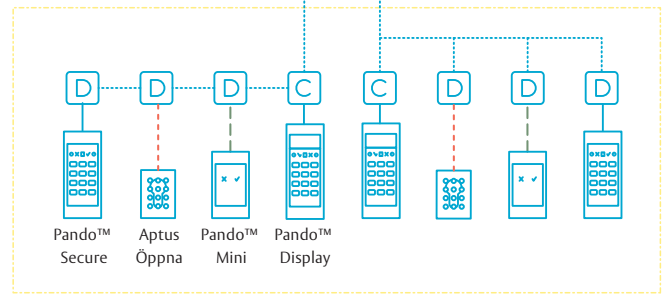 D D D C C D D D
Pando™ Aptus Pando™ Pando™
Secure Öppna Mini Display